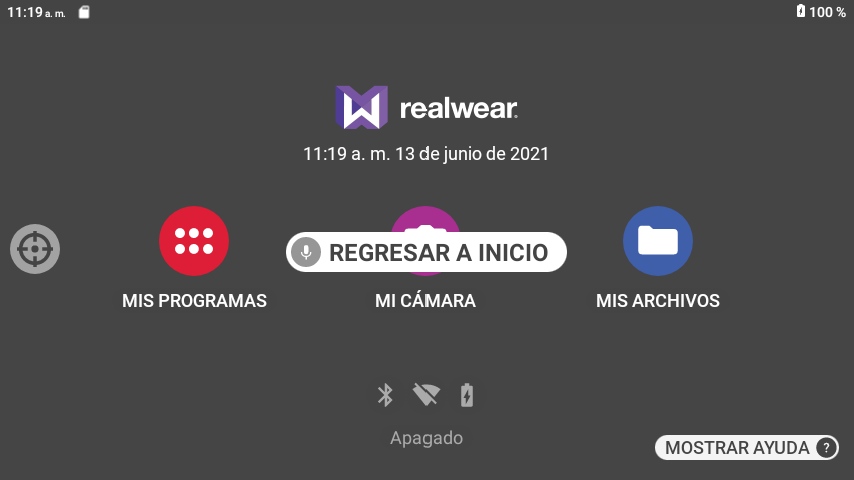 11:19 a. m.
100 %
realwear
11:19 a. m. 13 de junio de 2021
REGRESAR A INICIO
MIS PROGRAMAS
MI CÁMARA
MIS ARCHIVOS
Apagado
MOSTRAR AYUDA ?